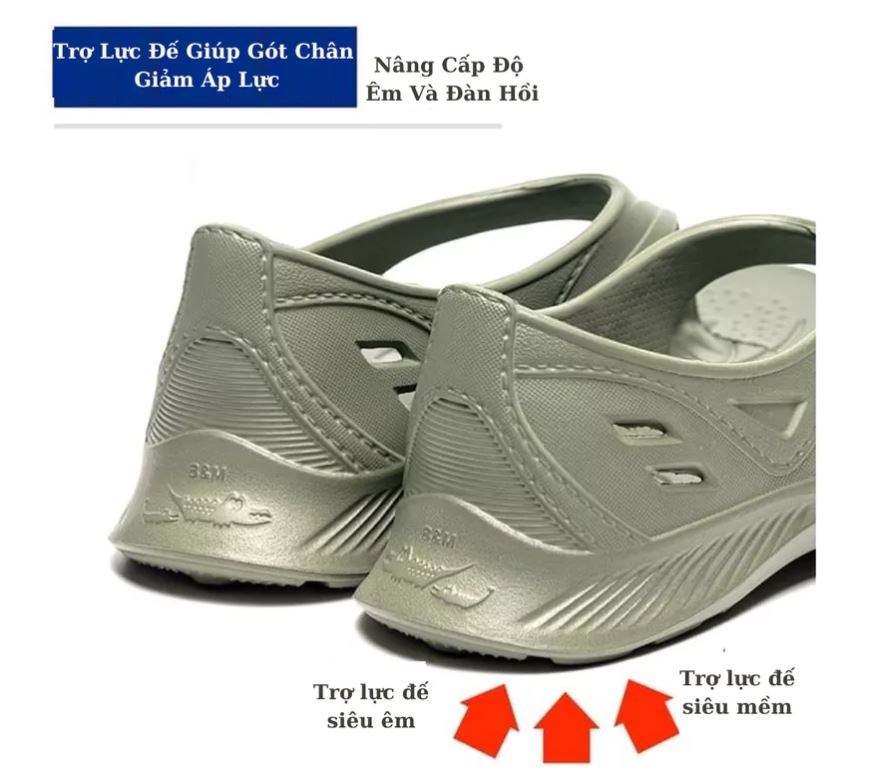 Trợ Lực Đế Giúp Gót Chân
Giảm Áp Lực
Nâng Cấp Độ
Êm Và Đàn Hồi
B&M
B&M
Trợ lực đế
siêu êm
Trợ lực đế
siêu mềm